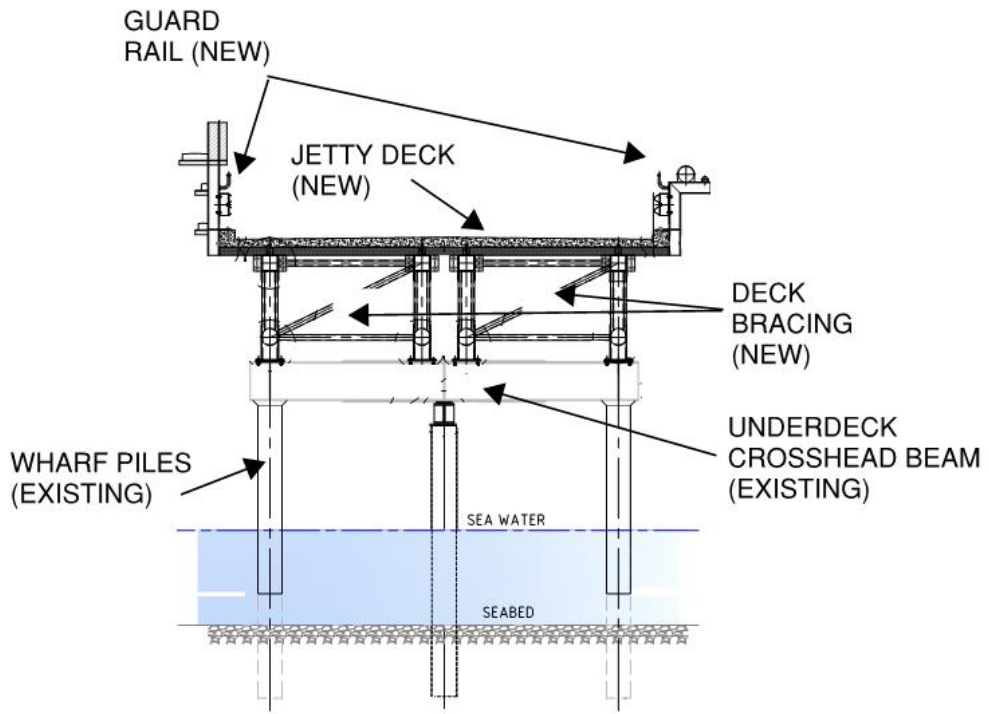 GUARD
RAIL (NEW)
JETTY DECK
(NEW)
DECK
BRACING
(NEW)
UNDERDECK
CROSSHEAD BEAM
(EXISTING)
WHARF PILES
(EXISTING)
SEA WATER
SEABED